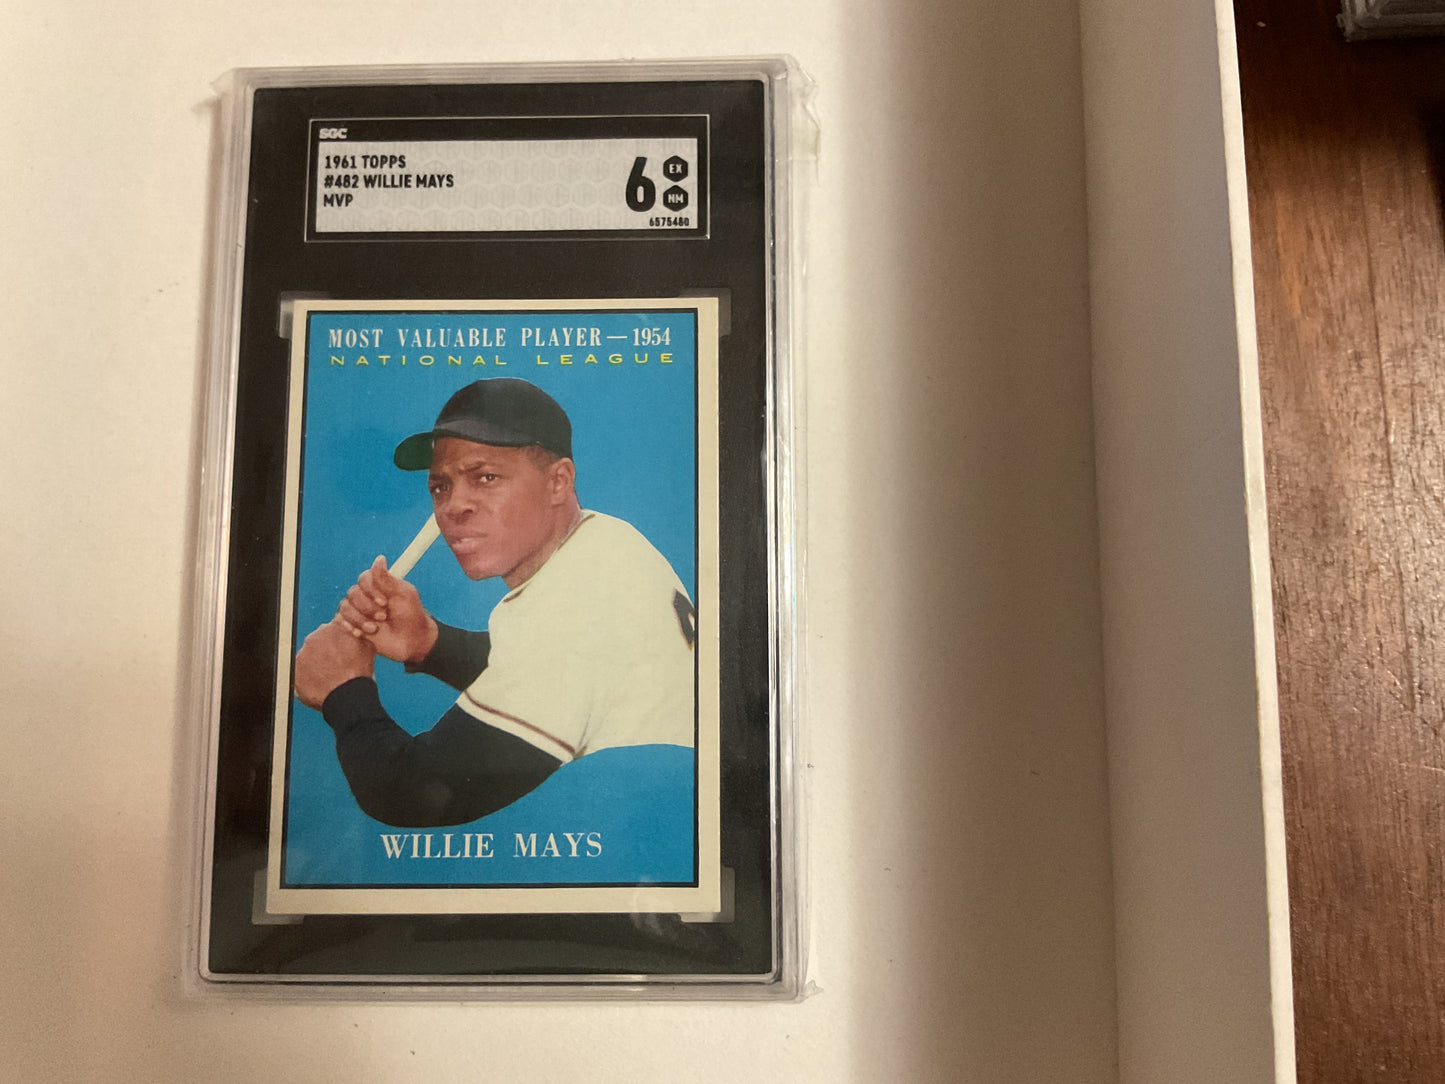 SGC
1961 TOPPS
#482 WILLIE MAYS
MVP
6 EX
NM
6575480
MOST VALUABLE PLAYER—1954
NATIONAL LEAGUE
WILLIE MAYS